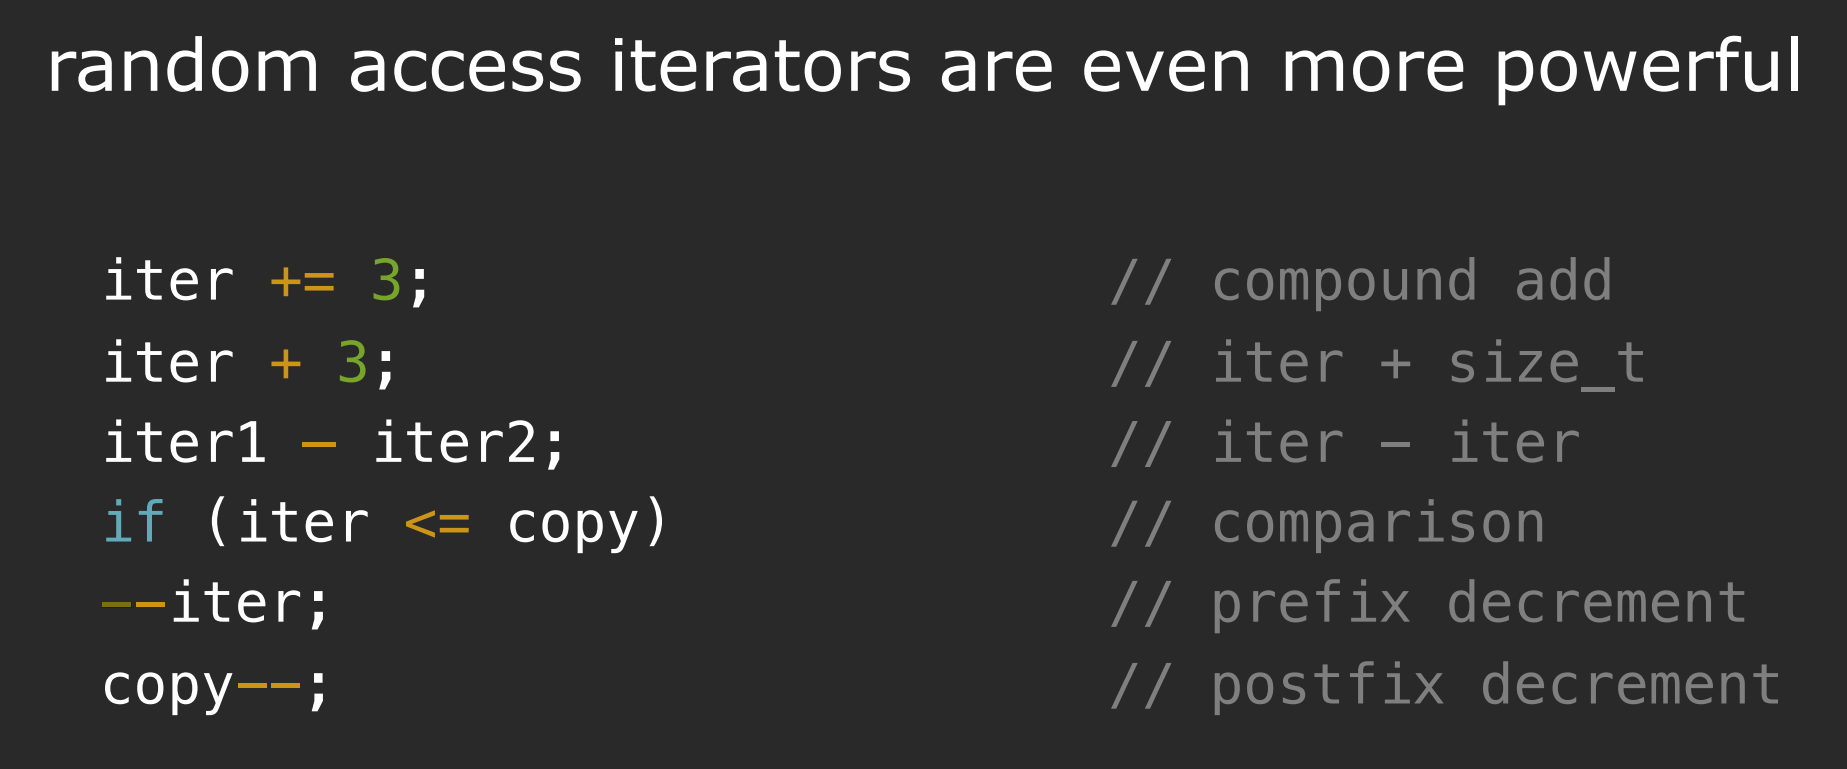 random access iterators are even more powerful
iter += 3; // compound add
iter + 3; // iter + size_t
iter1 – iter2; // iter – iter
if (iter <= copy) // comparison
--iter; // prefix decrement
copy--; // postfix decrement